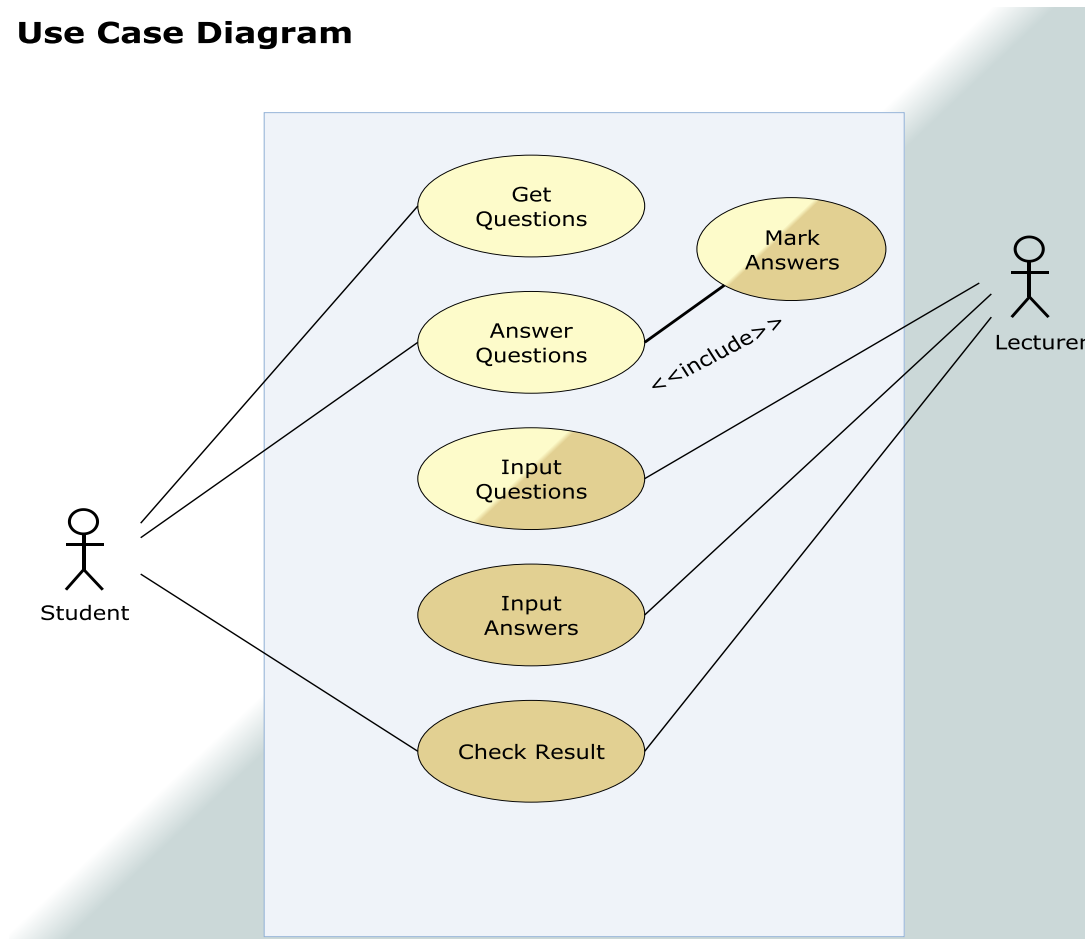 Use Case Diagram
Get
Questions
Mark
Answers
Answer
Questions
<<include>>
Lecturer
Input
Questions
Input
Answers
Student
Check Result